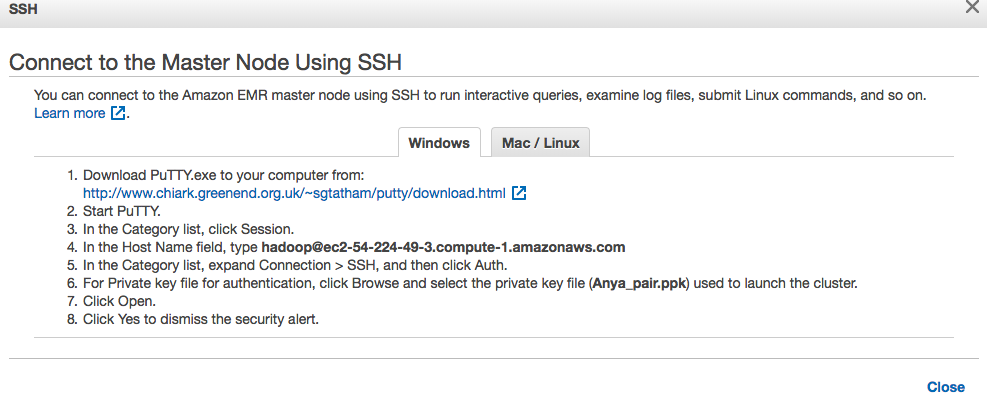 SSH
Connect to the Master Node Using SSH
You can connect to the Amazon EMR master node using SSH to run interactive queries, examine log files, submit Linux commands, and so on.
Learn more.
Windows
Mac / Linux
1. Download PuTTY.exe to your computer from:
http://www.chiark.greenend.org.uk/~sgtatham/putty/download.html
2. Start PuTTY.
3. In the Category list, click Session.
4. In the Host Name field, type hadoop@ec2-54-224-49-3.compute-1.amazonaws.com
5. In the Category list, expand Connection > SSH, and then click Auth.
6. For Private key file for authentication, click Browse and select the private key file (Anya_pair.ppk) used to launch the cluster.
7. Click Open.
8. Click Yes to dismiss the security alert.
Close